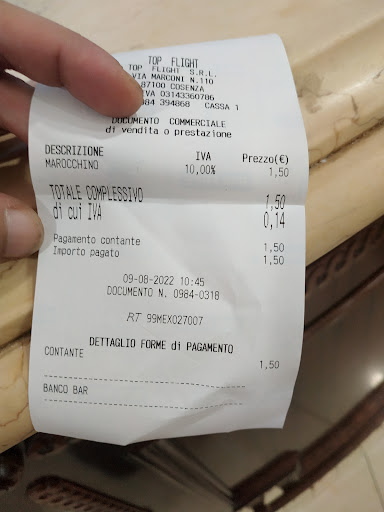 TOP FLIGHT
TOP FLIGHT S.R.L.
VIA MARCONI N.110
87100 COSENZA
IVA 03143360786
984 394868 CASSA 1
DOCUMENTO COMMERCIALE
di vendita o prestazione
DESCRIZIONE IVA Prezzo(€)
MAROCCHINO 10,00% 1,50
TOTALE COMPLESSIVO 1,50
di cui IVA 0,14
Pagamento contante 1,50
Importo pagato 1,50
09-08-2022 10:45
DOCUMENTO N. 0984-0318
RT 99MEX027007
DETTAGLIO FORME di PAGAMENTO
CONTANTE 1,50
BANCO BAR